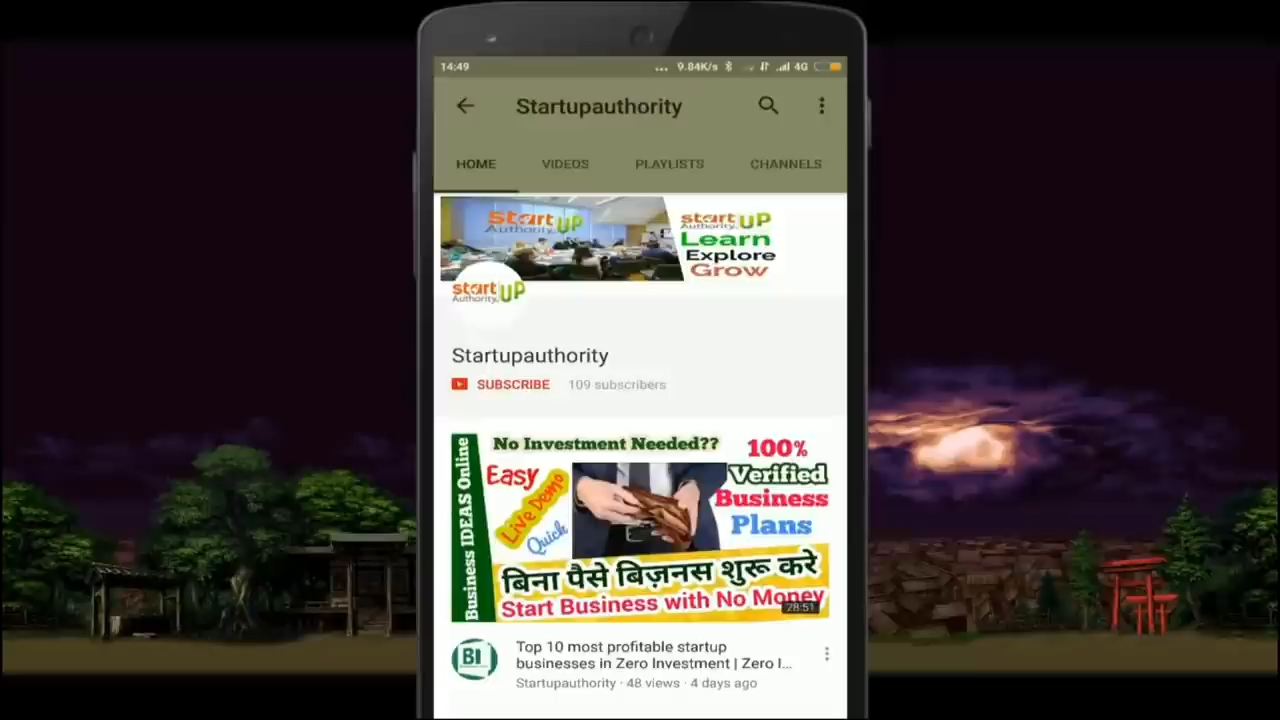 14:49 ... 9.84K/s 4G
Startupauthority
HOME VIDEOS PLAYLISTS CHANNELS
start UP
Authority
start UP
Authority
Learn
Explore
Grow
start UP
Authority
Startupauthority
SUBSCRIBE 109 subscribers
Business IDEAS Online
No Investment Needed??
Easy
Live Demo
Quick
100%
Verified
Business
Plans
बिना पैसे बिज़नस शुरू करे
Start Business with No Money
28:51
BI
Top 10 most profitable startup
businesses in Zero Investment | Zero I...
Startupauthority · 48 views · 4 days ago